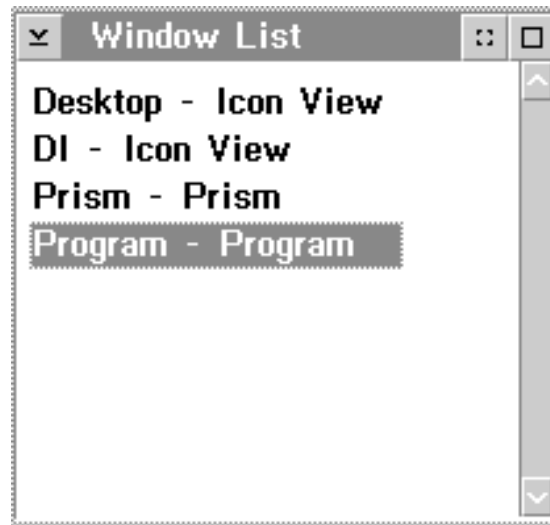 Window List
Desktop - Icon View
DI - Icon View
Prism - Prism
Program - Program